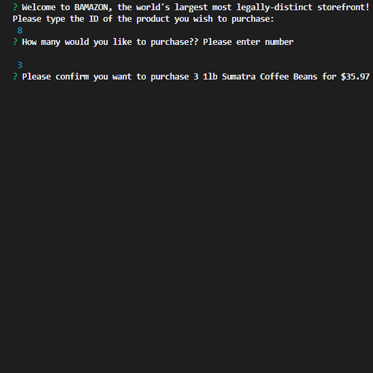 ? Welcome to BAMAZON, the world's largest most legally-distinct storefront!
Please type the ID of the product you wish to purchase:
8
? How many would you like to purchase?? Please enter number
3
? Please confirm you want to purchase 3 1lb Sumatra Coffee Beans for $35.97